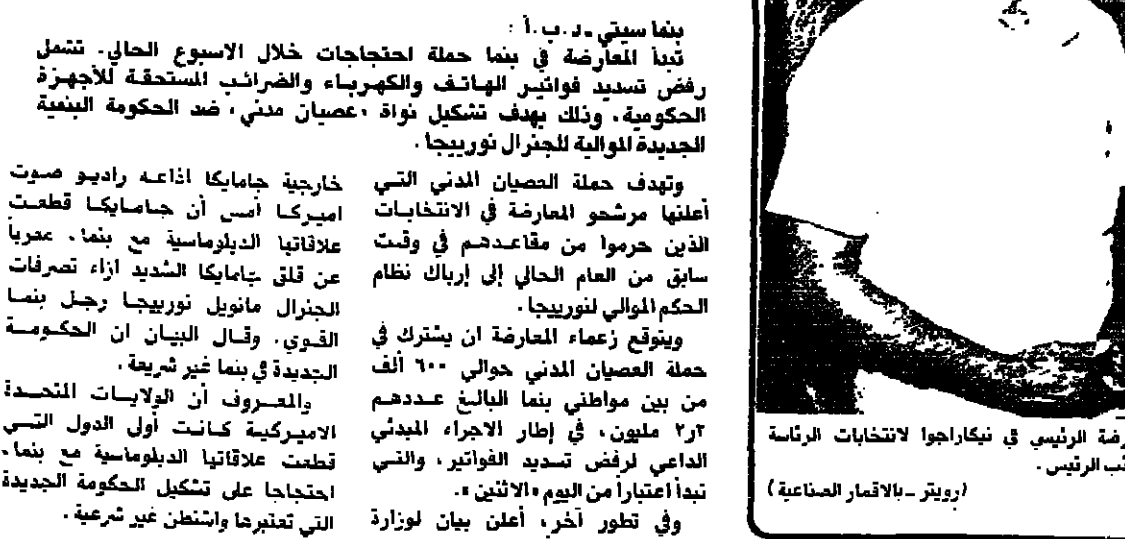 بنما سيتي ـ د . ب . أ :
تبدأ المعارضة في بنما حملة احتجاجات خلال الاسبوع الحالي . تشمل
رفض تسديد فواتير الهاتف والكهرباء والضرائب المستحقة للأجهزة
الحكومية . وذلك بهدف تشكيل نواة « عصيان مدني » ضد الحكومة البنمية
الجديدة الموالية للجنرال نورييجا .
وتهدف حملة العصيان المدني التي
أعلنها مرشحو المعارضة في الانتخابات
الذين حرموا من مقاعدهم في وقت
سابق من العام الحالي إلى إرباك نظام
الحكم الموالي لنورييجا .
ويتوقع زعماء المعارضة ان يشترك في
حملة العصيان المدني حوالي ٦٠٠ ألف
من بين مواطني بنما البالغ عددهم
٢ر٢ مليون ، في إطار الاجراء المبدئي
الداعي لرفض تسديد الفواتير ، والتي
تبدأ اعتبارا من اليوم « الاثنين » .
وفي تطور آخر ، أعلن بيان لوزارة
خارجية جامايكا اذاعه راديو صوت
اميركا أمس أن جامايكا قطعت
علاقاتها الدبلوماسية مع بنما ، معربا
عن قلق جامايكا الشديد ازاء تصرفات
الجنرال مانويل نورييجا رجل بنما
القوي . وقال البيان ان الحكومة
الجديدة في بنما غير شريعة .
والمعروف أن الولايات المتحدة
الاميركية كانت أولى الدول التي
قطعت علاقاتها الدبلوماسية مع بنما ،
احتجاجا على تشكيل الحكومة الجديدة
التي تعتبرها واشنطن غير شرعية .
رضة الرئيسي في نيكاراجوا لانتخابات الرئاسة
ئب الرئيس .
( رويتر ـ بالاقمار الصناعية )